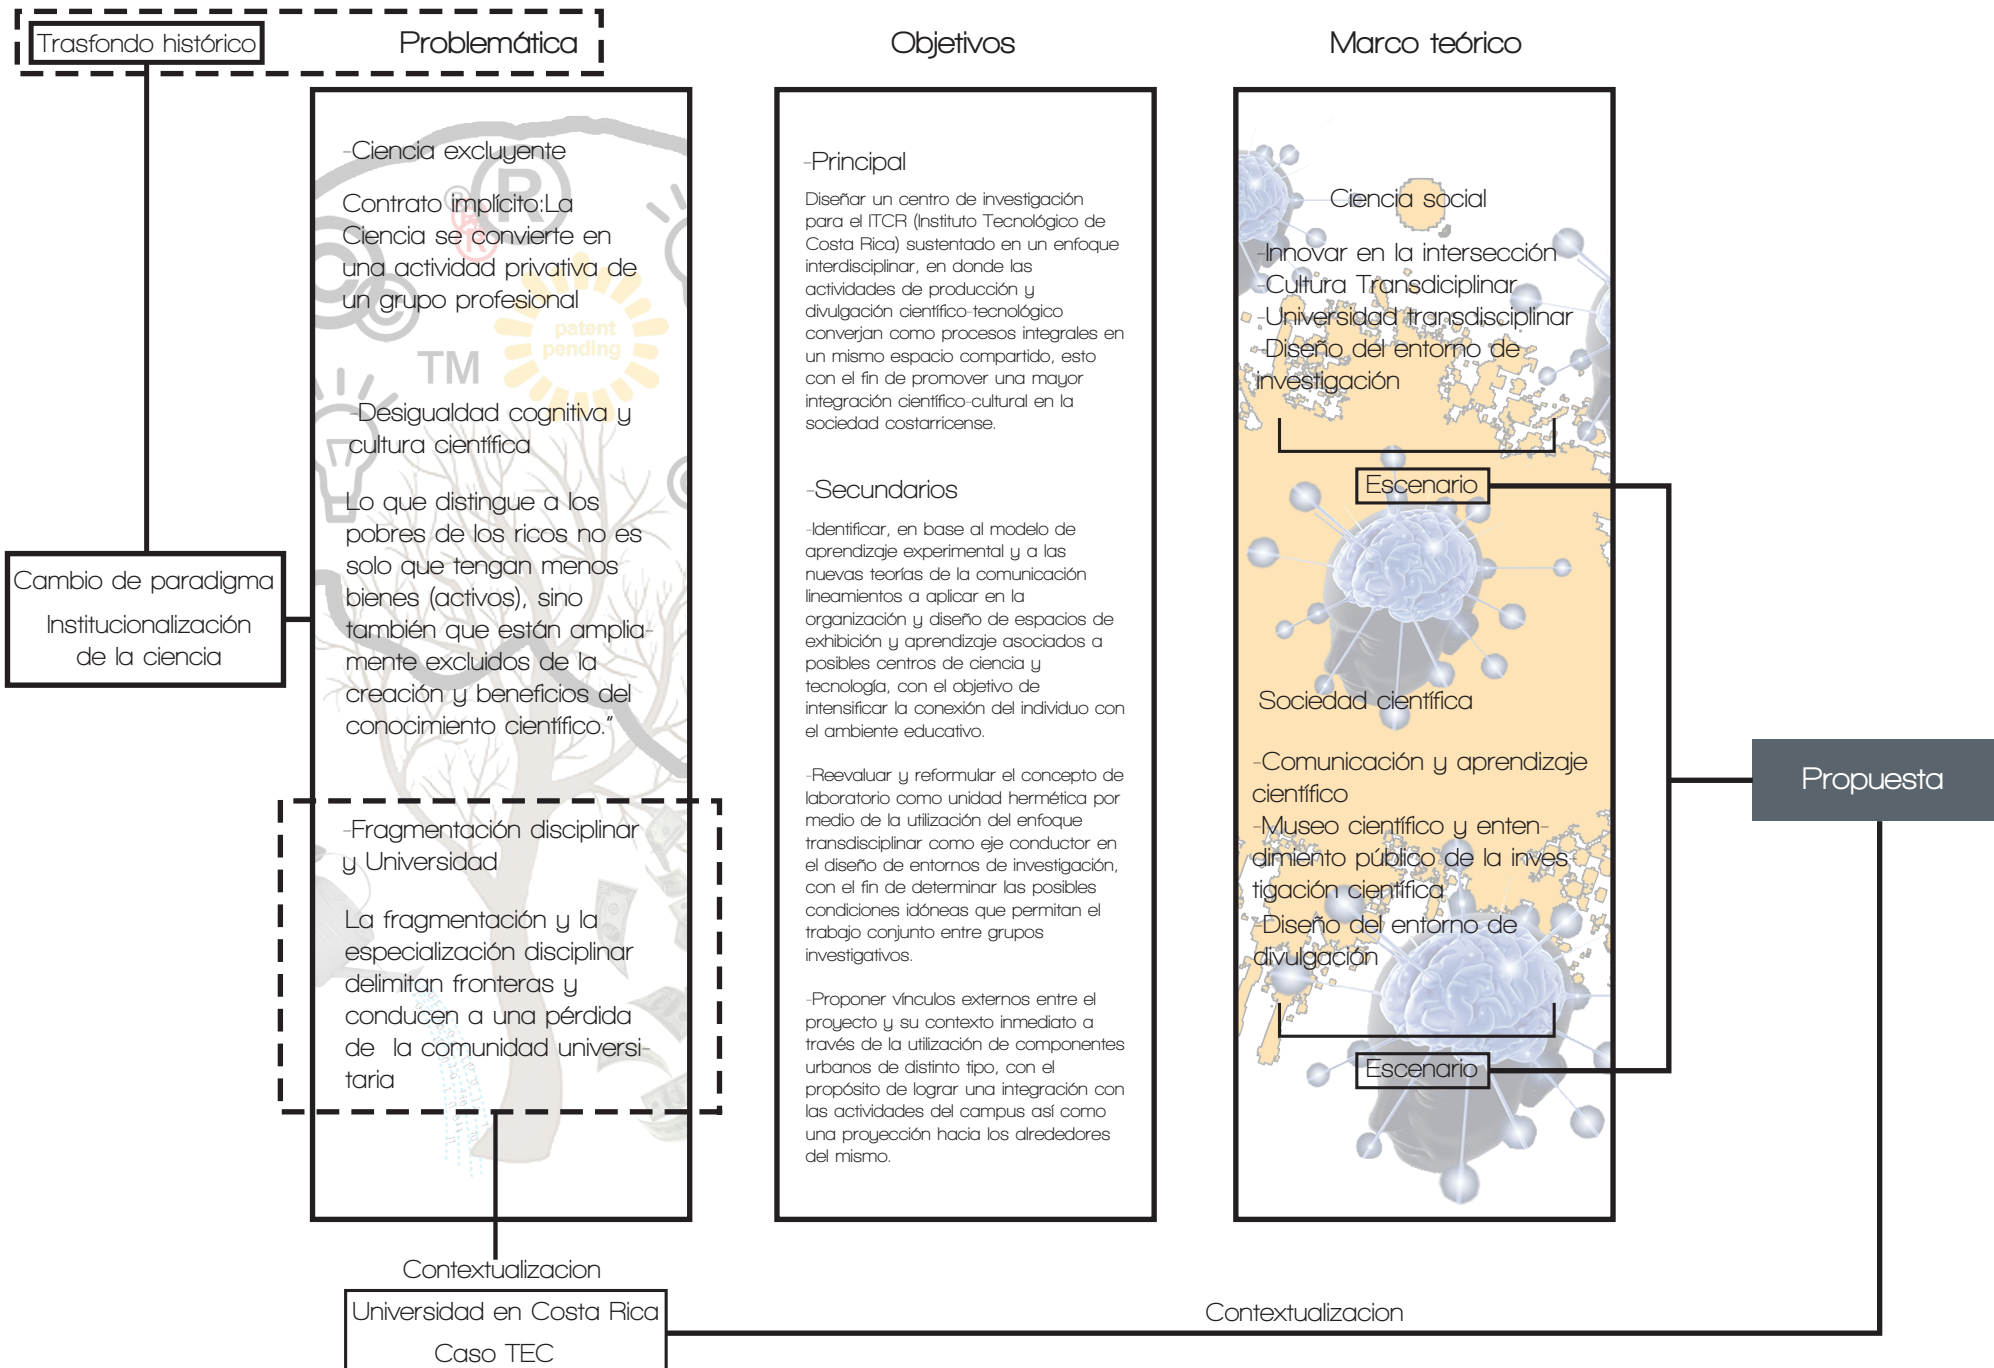 Trasfondo histórico
Problemática
Objetivos
Marco teórico
Cambio de paradigma
Institucionalización
de la ciencia
-Ciencia excluyente
Contrato implícito:La
Ciencia se convierte en
una actividad privativa de
un grupo profesional
®
®
R
©
©
TM
patent
pending
-Desigualdad cognitiva y
cultura científica
Lo que distingue a los
pobres de los ricos no es
solo que tengan menos
bienes (activos), sino
también que están amplia-
mente excluidos de la
creación y beneficios del
conocimiento científico."
-Fragmentación disciplinar
y Universidad
La fragmentación y la
especialización disciplinar
delimitan fronteras y
conducen a una pérdida
de  la comunidad universi-
taria
Contextualizacion
Universidad en Costa Rica
Caso TEC
-Principal
Diseñar un centro de investigación
para el ITCR (Instituto Tecnológico de
Costa Rica) sustentado en un enfoque
interdisciplinar, en donde las
actividades de producción y
divulgación científico-tecnológico
converjan como procesos integrales en
un mismo espacio compartido, esto
con el fin de promover una mayor
integración científico-cultural en la
sociedad costarricense.
-Secundarios
-Identificar, en base al modelo de
aprendizaje experimental y a las
nuevas teorías de la comunicación
lineamientos a aplicar en la
organización y diseño de espacios de
exhibición y aprendizaje asociados a
posibles centros de ciencia y
tecnología, con el objetivo de
intensificar la conexión del individuo con
el ambiente educativo.
-Reevaluar y reformular el concepto de
laboratorio como unidad hermética por
medio de la utilización del enfoque
transdisciplinar como eje conductor en
el diseño de entornos de investigación,
con el fin de determinar las posibles
condiciones idóneas que permitan el
trabajo conjunto entre grupos
investigativos.
-Proponer vínculos externos entre el
proyecto y su contexto inmediato a
través de la utilización de componentes
urbanos de distinto tipo, con el
propósito de lograr una integración con
las actividades del campus así como
una proyección hacia los alrededores
del mismo.
Ciencia social
-Innovar en la intersección
-Cultura Transdiciplinar
-Universidad transdisciplinar
-Diseño del entorno de
investigación
Escenario
Sociedad científica
-Comunicación y aprendizaje
científico
-Museo científico y enten-
dimiento público de la inves-
tigación científica
-Diseño del entorno de
divulgación
Escenario
Propuesta
Contextualizacion